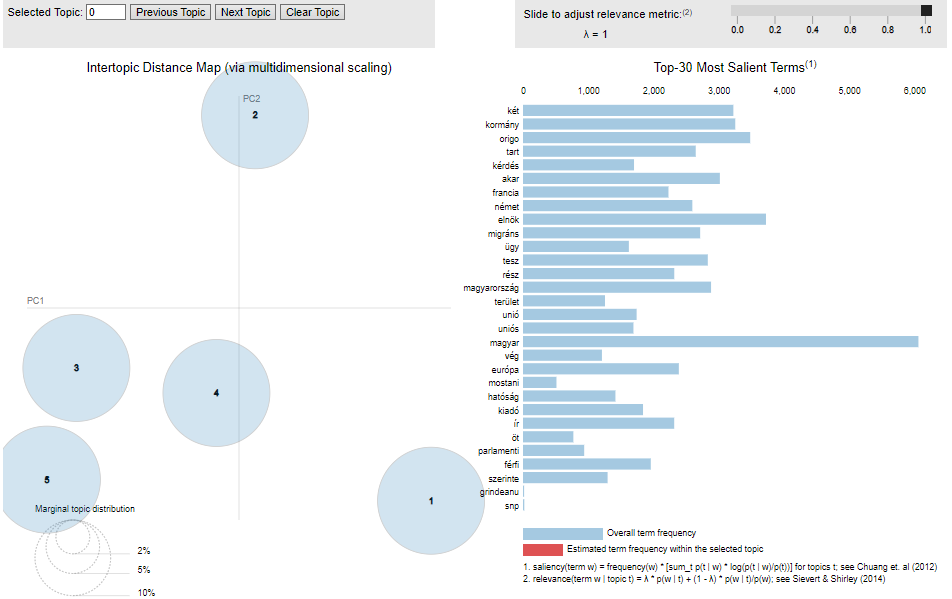 Selected Topic: 0 Previous Topic Next Topic Clear Topic
Slide to adjust relevance metric:(2)
λ = 1
0.0 0.2 0.4 0.6 0.8 1.0
Intertopic Distance Map (via multidimensional scaling)
PC2
PC1
2
3
4
5
1
Marginal topic distribution
2%
5%
10%
Top-30 Most Salient Terms(1)
0 1,000 2,000 3,000 4,000 5,000 6,000
két
kormány
origo
tart
kérdés
akar
francia
német
elnök
migráns
ügy
tesz
rész
magyarország
terület
unió
uniós
magyar
vég
európa
mostani
hatóság
kiadó
ír
öt
parlamenti
férfi
szerinte
grindeanu
snp
Overall term frequency
Estimated term frequency within the selected topic
1. saliency(term w) = frequency(w) * [sum_t p(t | w) * log(p(t | w)/p(t))] for topics t; see Chuang et. al (2012)
2. relevance(term w | topic t) = λ * p(w | t) + (1 - λ) * p(w | t)/p(w); see Sievert & Shirley (2014)